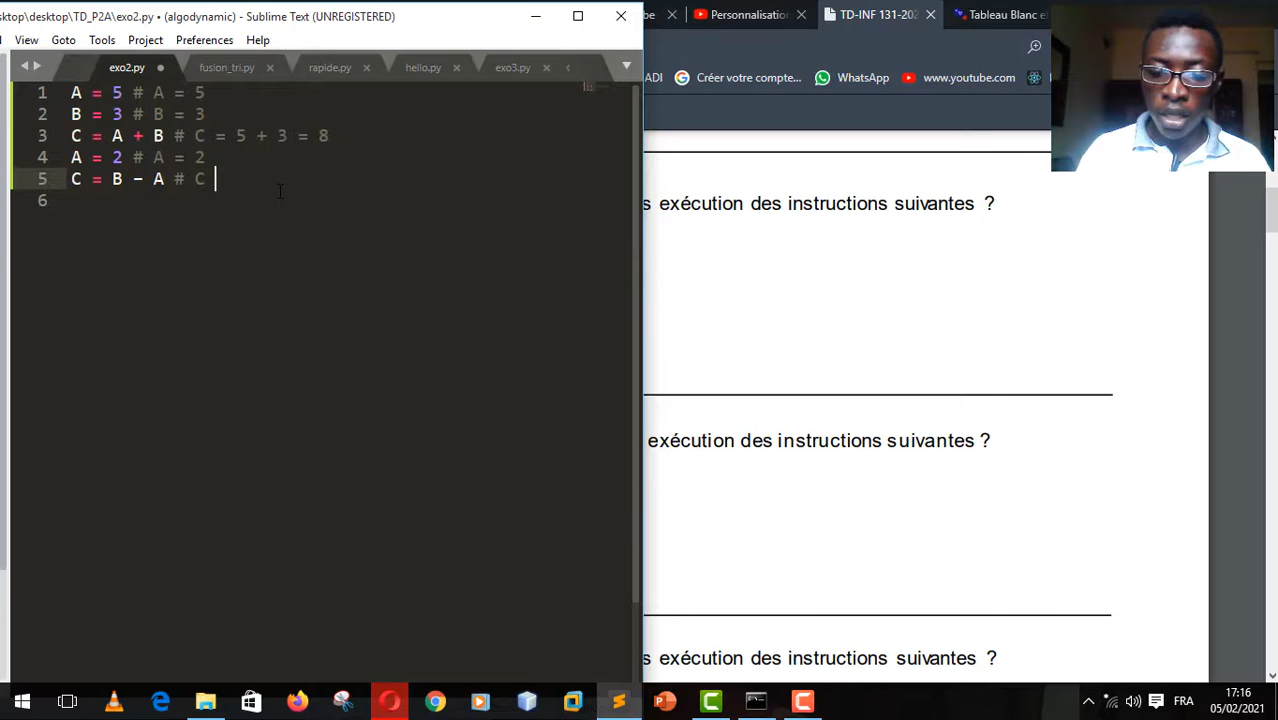 sktop\desktop\TD_P2A\exo2.py • (algodynamic) - Sublime Text (UNREGISTERED)
View Goto Tools Project Preferences Help
exo2.py fusion_tri.py rapide.py hello.py exo3.py
1 A = 5 # A = 5
2 B = 3 # B = 3
3 C = A + B # C = 5 + 3 = 8
4 A = 2 # A = 2
5 C = B - A # C
6
be Personnalisation TD-INF 131-202 Tableau Blanc et
ADI Créer votre compte... WhatsApp www.youtube.com
s exécution des instructions suivantes ?
exécution des instructions suivantes ?
s exécution des instructions suivantes ?
FRA 17:16
05/02/2021